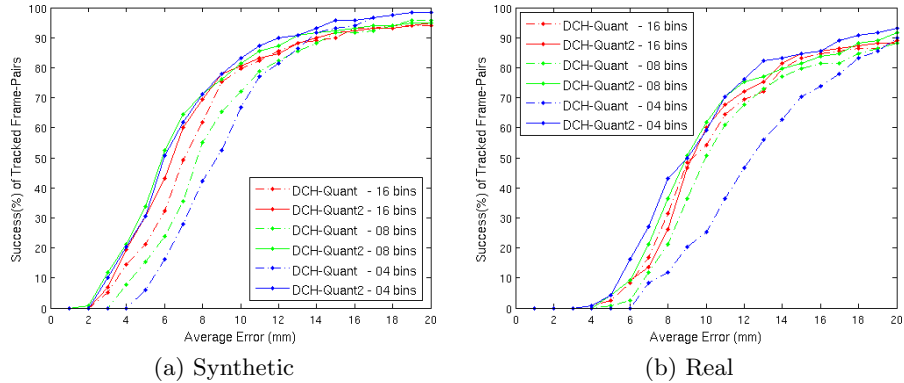 100
90
80
70
60
50
40
30
20
10
0
Success(%) of Tracked Frame-Pairs
DCH-Quant - 16 bins
DCH-Quant2 - 16 bins
DCH-Quant - 08 bins
DCH-Quant2 - 08 bins
DCH-Quant - 04 bins
DCH-Quant2 - 04 bins
0 2 4 6 8 10 12 14 16 18 20
Average Error (mm)
(a) Synthetic
100
90
80
70
60
50
40
30
20
10
0
Success(%) of Tracked Frame-Pairs
DCH-Quant - 16 bins
DCH-Quant2 - 16 bins
DCH-Quant - 08 bins
DCH-Quant2 - 08 bins
DCH-Quant - 04 bins
DCH-Quant2 - 04 bins
0 2 4 6 8 10 12 14 16 18 20
Average Error (mm)
(b) Real